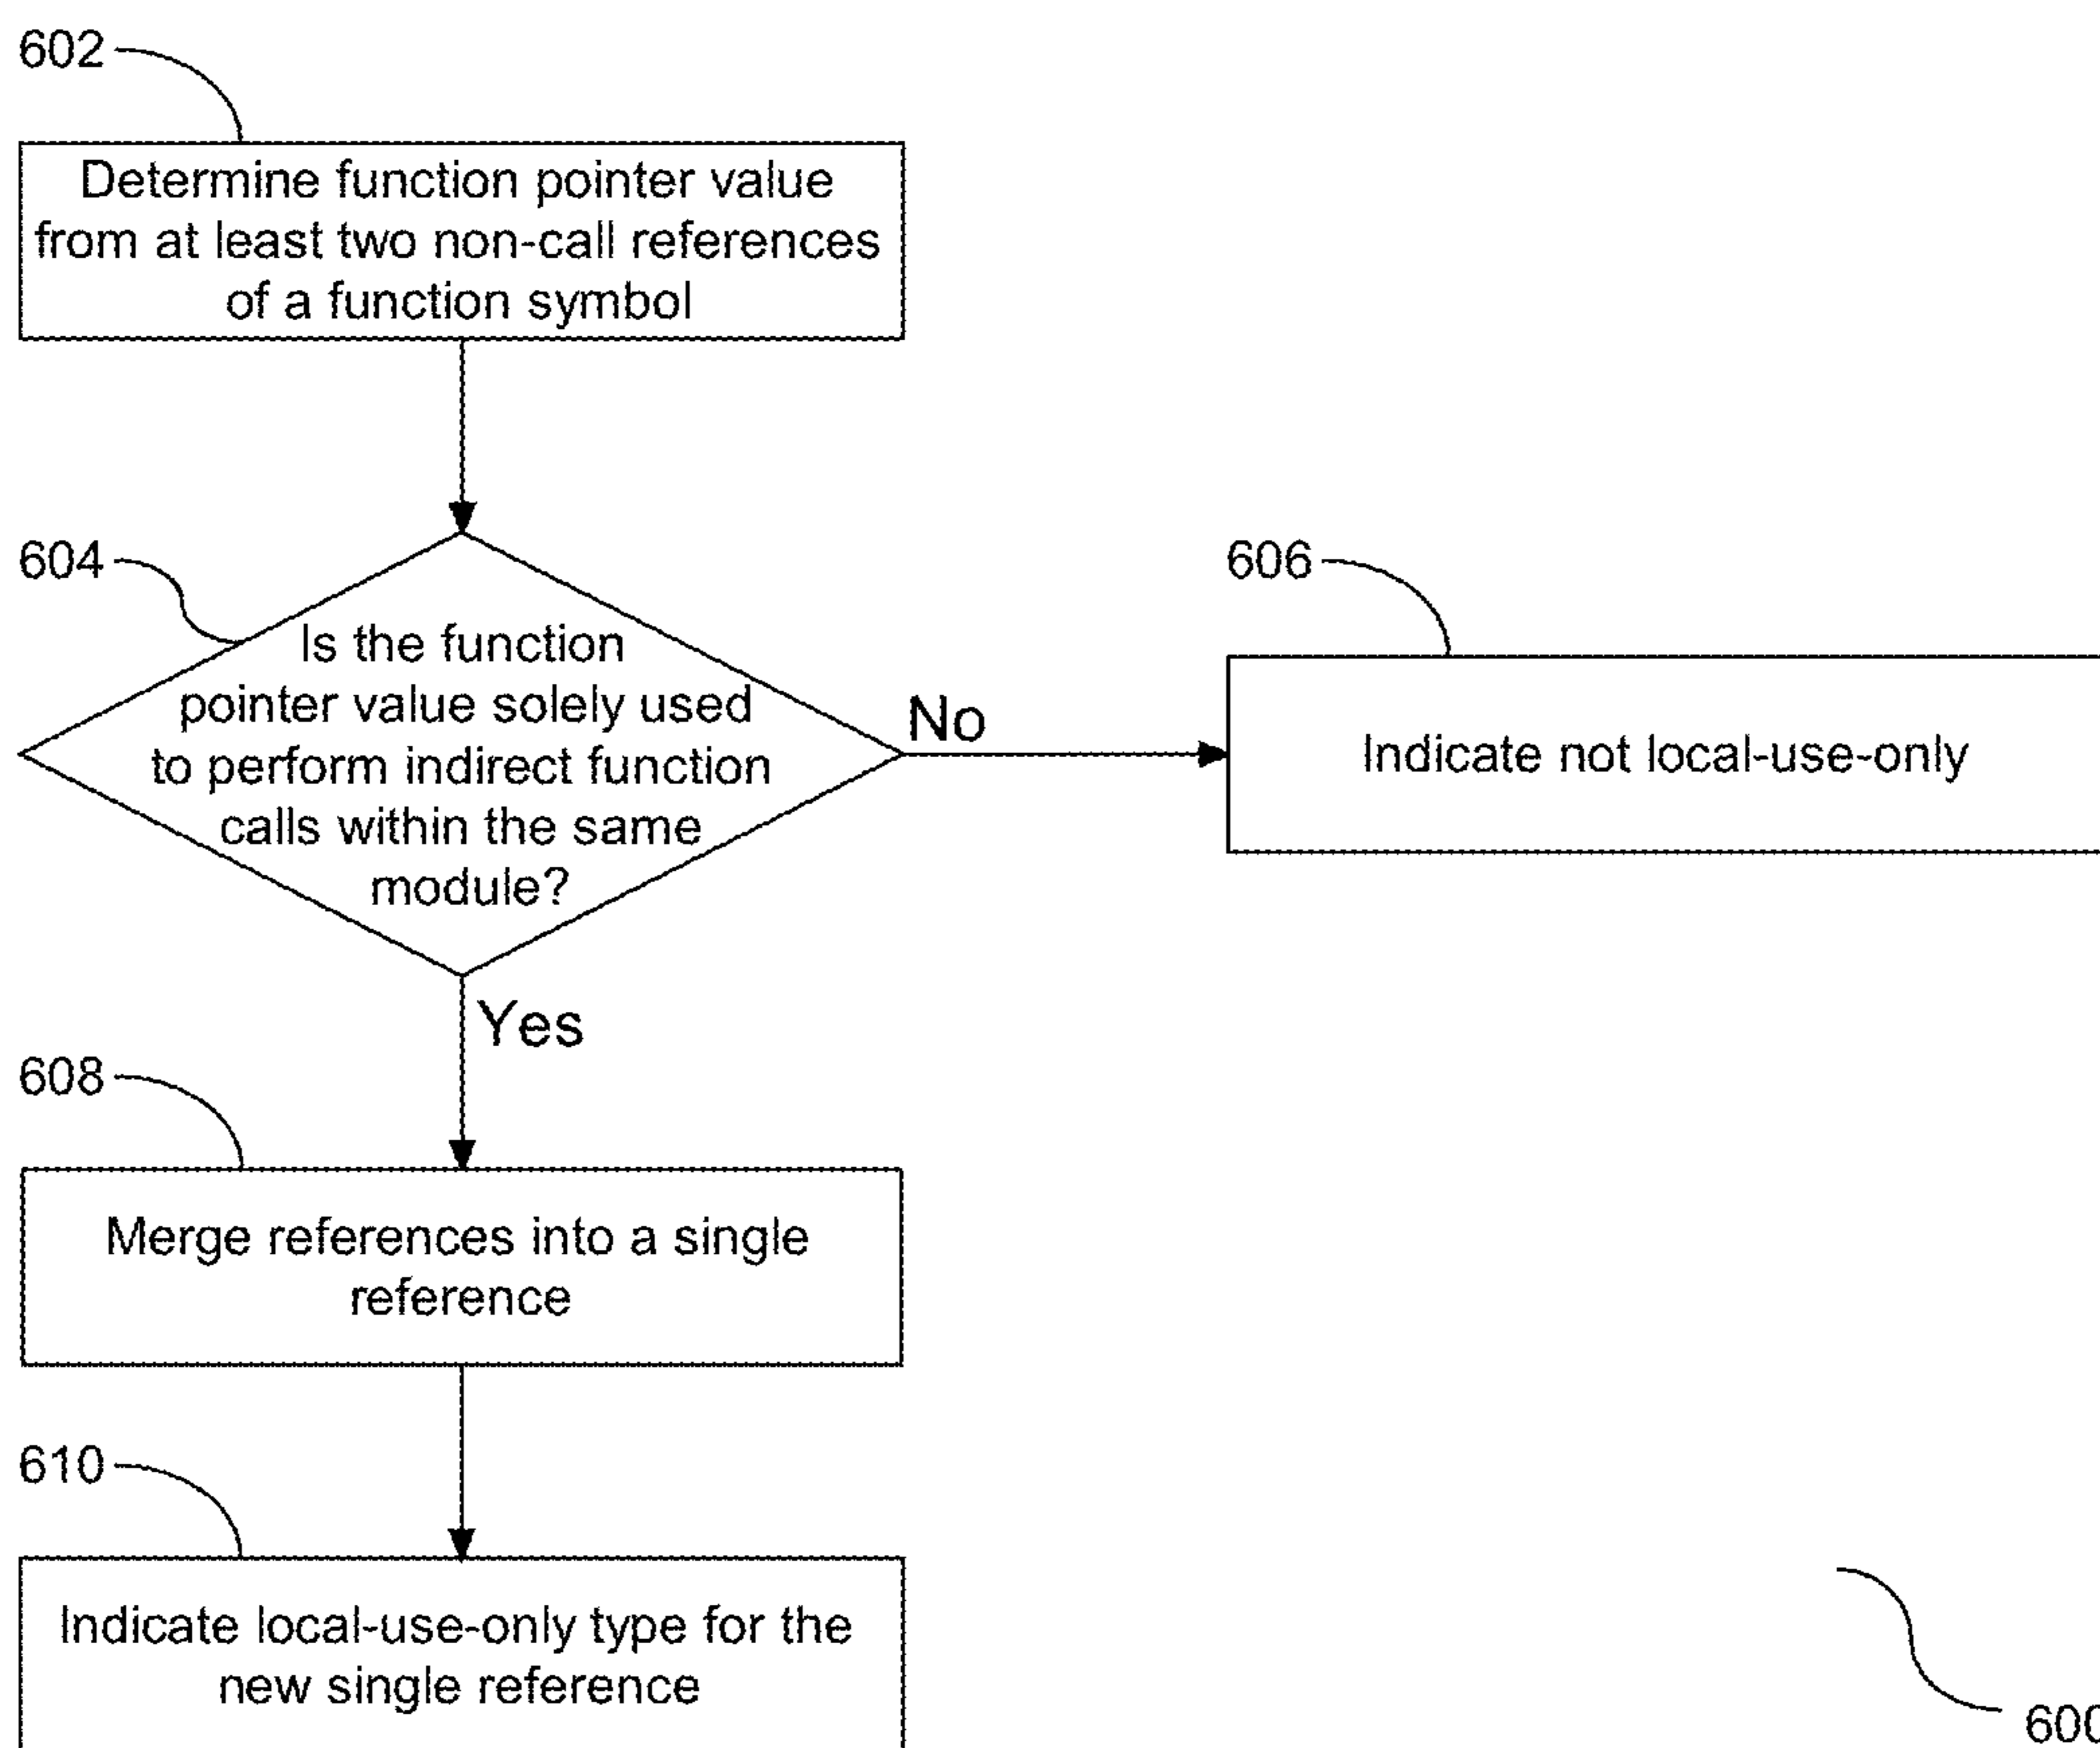 602
Determine function pointer value
from at least two non-call references
of a function symbol
604
Is the function
pointer value solely used
to perform indirect function
calls within the same
module?
No
606
Indicate not local-use-only
Yes
608
Merge references into a single
reference
610
Indicate local-use-only type for the
new single reference
600